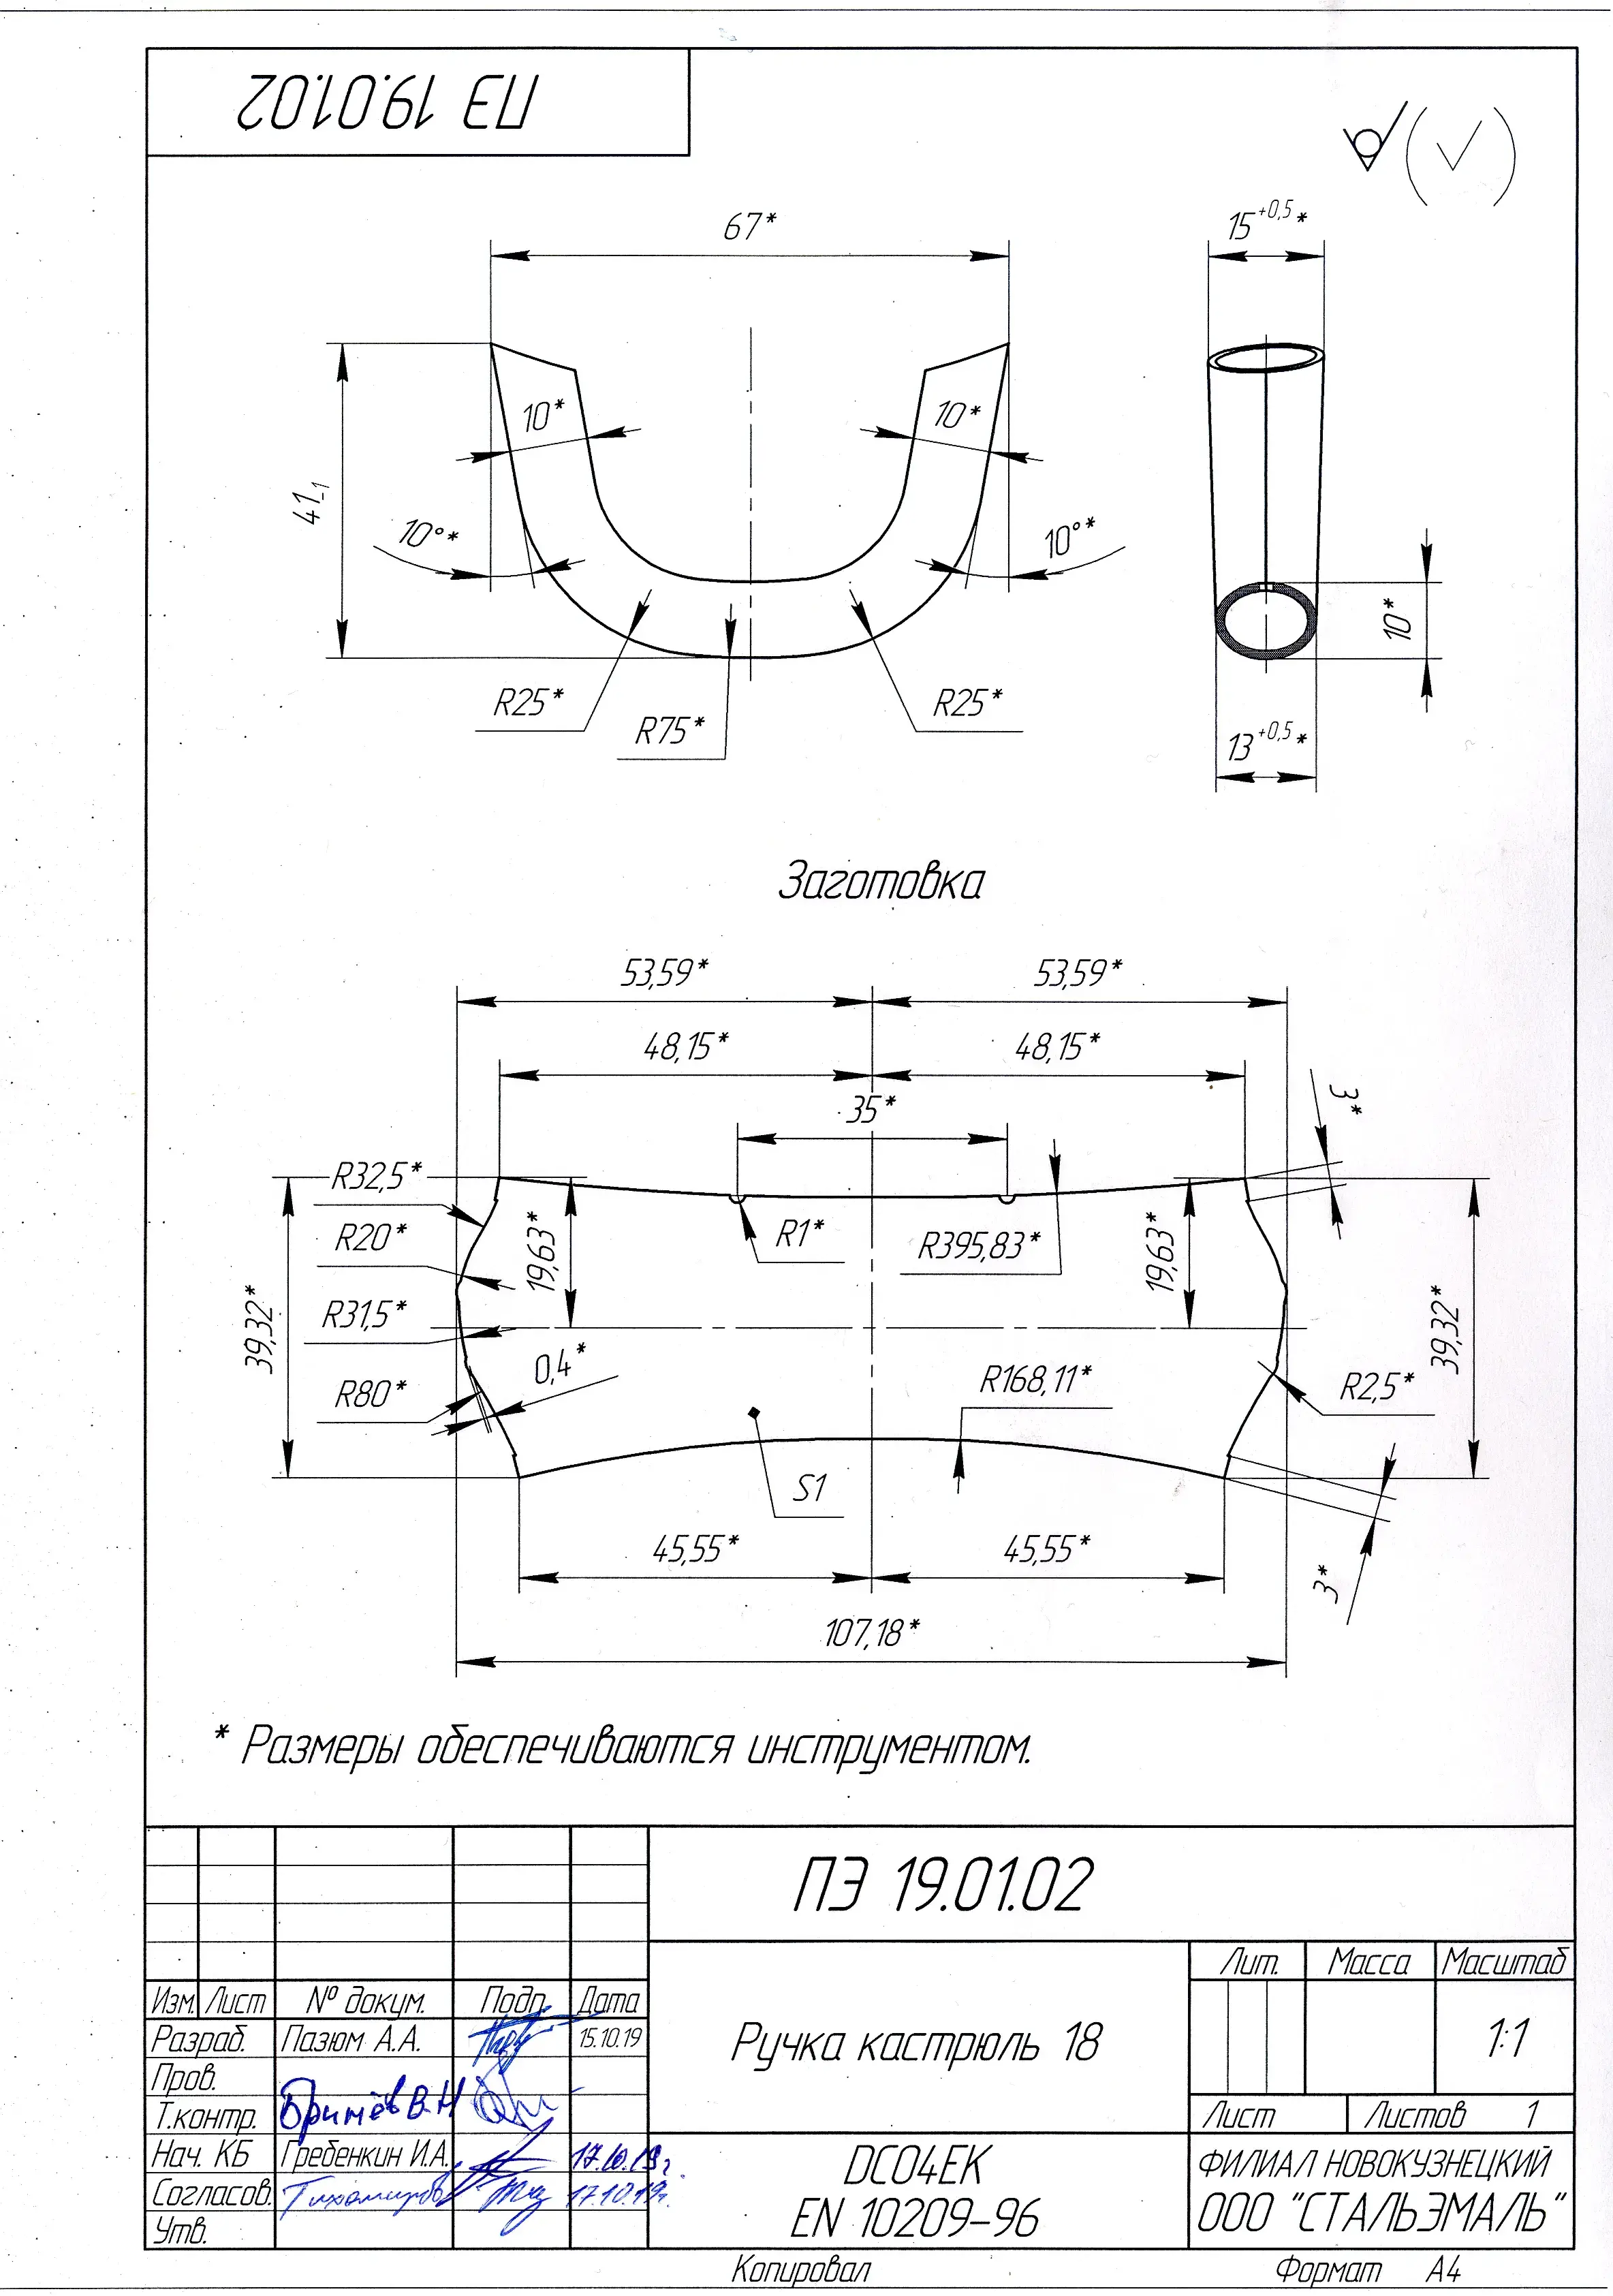 ПЭ 19.01.02
67*
15+0,5*
41-1
10*
10*
10°*
10°*
10*
R25*
R75*
R25*
13+0,5*
Заготовка
53,59*
53,59*
48,15*
48,15*
35*
3*
R32,5*
R20*
R31,5*
R80*
39,32*
19,63*
R1*
R395,83*
19,63*
39,32*
0,4*
R168,11*
R2,5*
S1
45,55*
45,55*
3*
107,18*
* Размеры обеспечиваются инструментом.
ПЭ 19.01.02
Изм. Лист № докум. Подп. Дата
Разраб. Пазюм А.А. 15.10.19
Пров.
Т.контр.
Нач. КБ Гребенкин И.А. 17.10.19г.
Согласов. Тихомиров 17.10.19г.
Утв.
Ручка кастрюль 18
Лит. Масса Масштаб
1:1
Лист Листов 1
DC04EK
EN 10209-96
ФИЛИАЛ НОВОКУЗНЕЦКИЙ
ООО "СТАЛЬЭМАЛЬ"
Копировал Формат А4